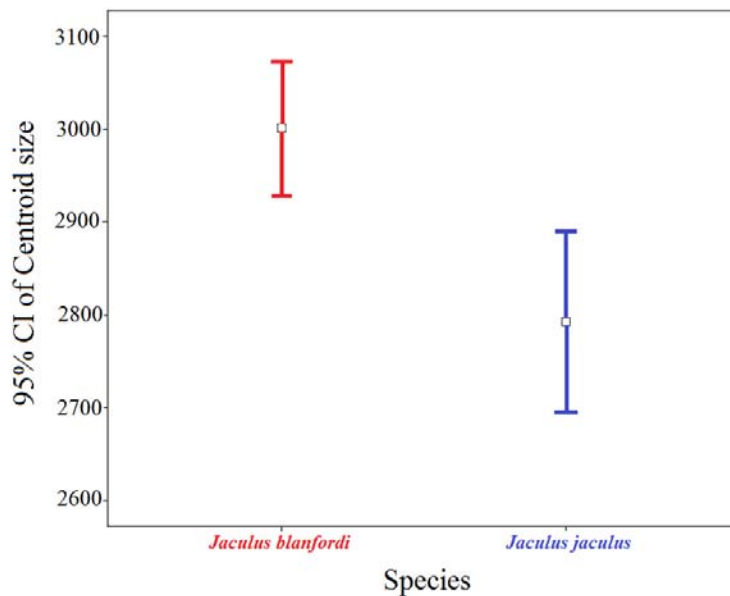 95% CI of Centroid size
3100
3000
2900
2800
2700
2600
Jaculus blanfordi
Jaculus jaculus
Species